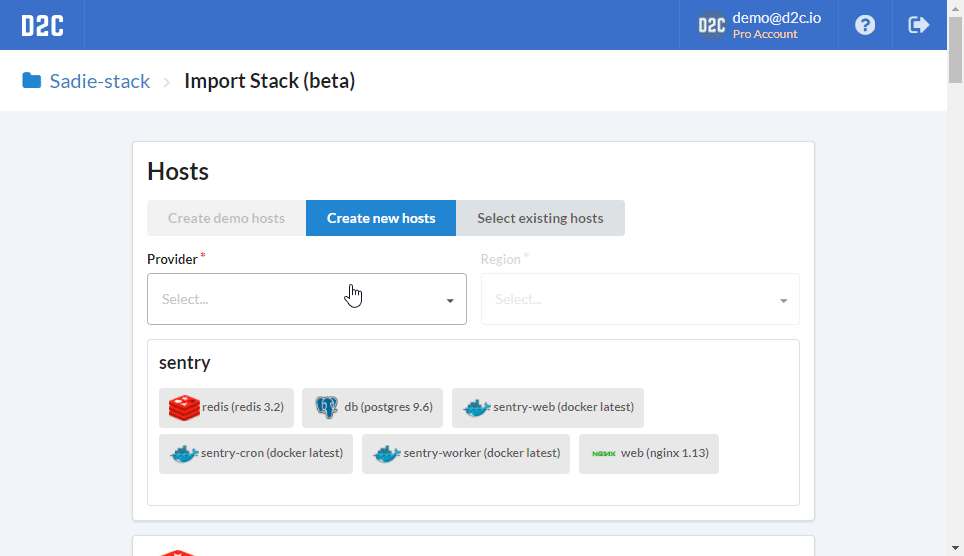 D2C
D2C demo@d2c.io
Pro Account
?
Sadie-stack > Import Stack (beta)
Hosts
Create demo hosts Create new hosts Select existing hosts
Provider * Region *
Select... Select...
sentry
redis (redis 3.2) db (postgres 9.6) sentry-web (docker latest)
sentry-cron (docker latest) sentry-worker (docker latest) NGINX web (nginx 1.13)